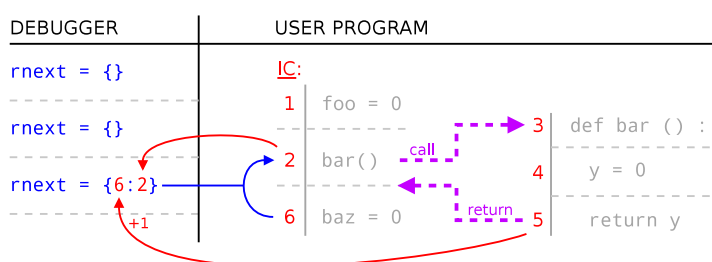 DEBUGGER USER PROGRAM
rnext = {} IC:
1 foo = 0
rnext = {} 3 def bar () :
call
2 bar()
4 y = 0
rnext = {6:2}
return
+1 6 baz = 0 5 return y